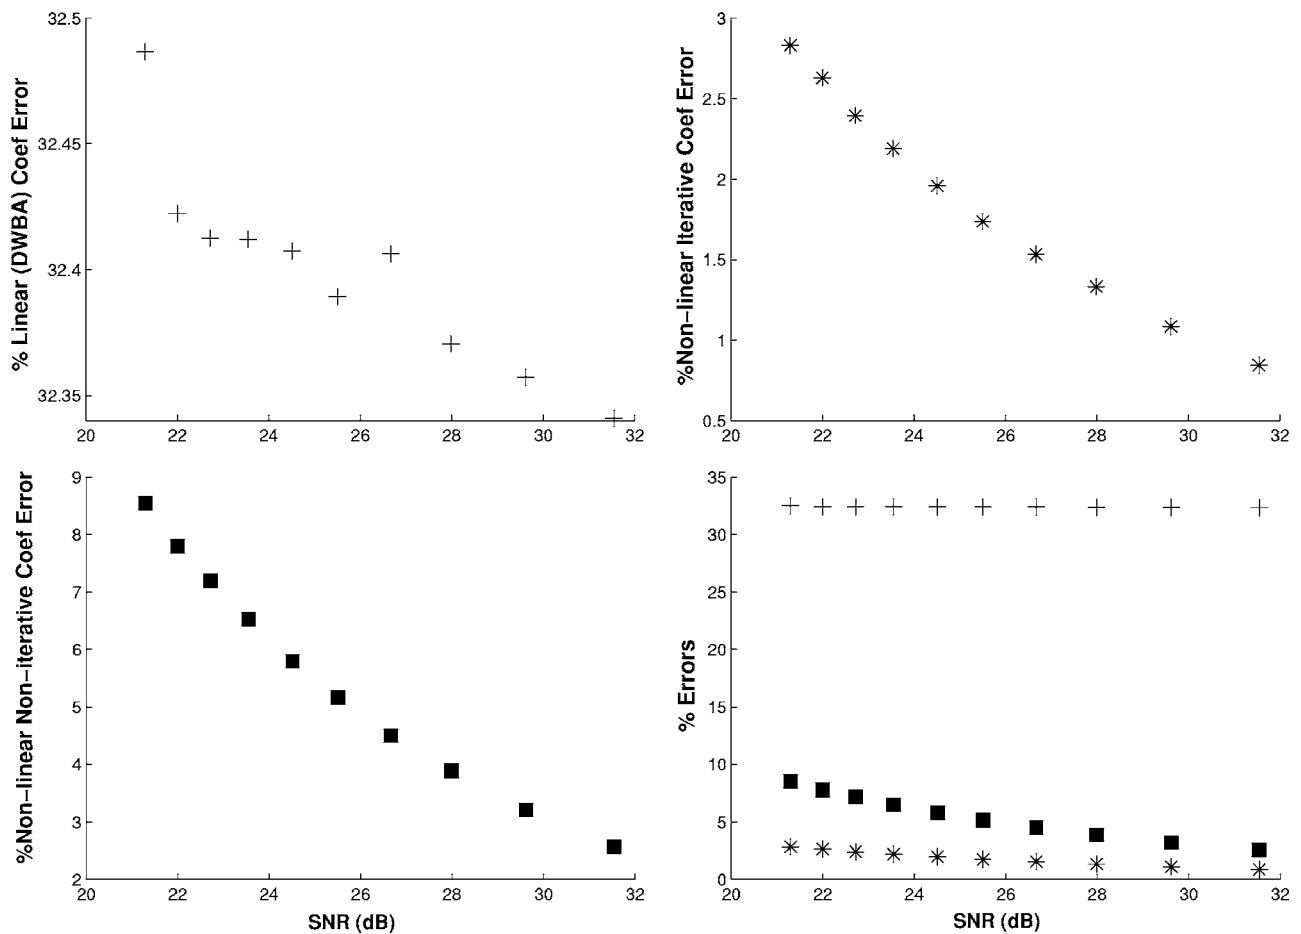 % Linear (DWBA) Coef Error
32.5
32.45
32.4
32.35
20 22 24 26 28 30 32
%Non-linear Iterative Coef Error
3
2.5
2
1.5
1
0.5
20 22 24 26 28 30 32
%Non-linear Non-iterative Coef Error
9
8
7
6
5
4
3
2
20 22 24 26 28 30 32
SNR (dB)
% Errors
35
30
25
20
15
10
5
0
20 22 24 26 28 30 32
SNR (dB)